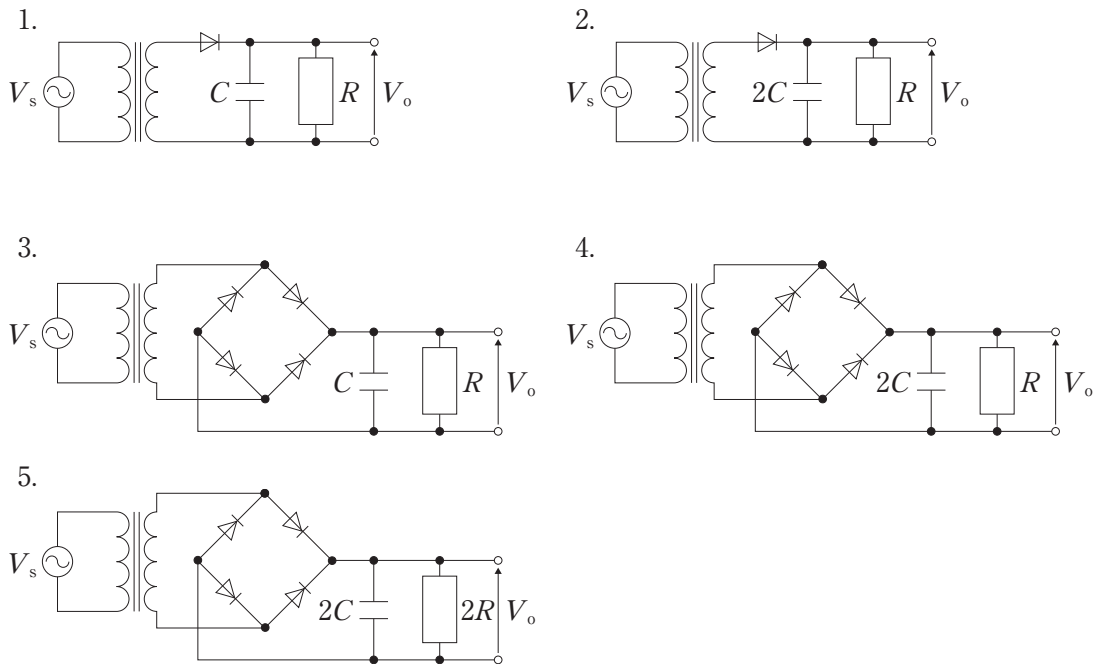 1.
V_s C R V_o
2.
V_s 2C R V_o
3.
V_s C R V_o
4.
V_s 2C R V_o
5.
V_s 2C 2R V_o